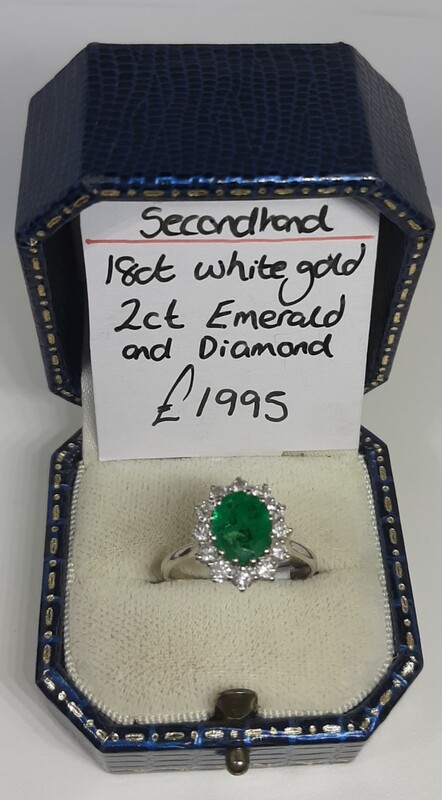 Secondhand
18ct white gold
2ct Emerald
and Diamond
£1995